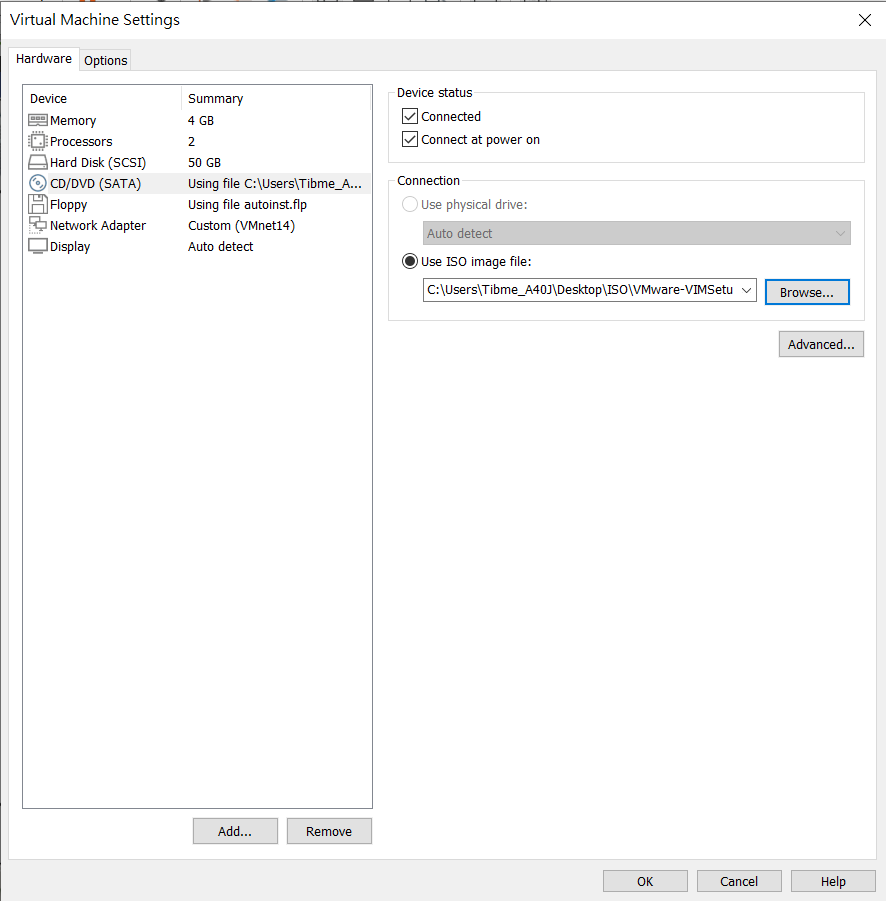 Virtual Machine Settings
Hardware
Options
Device Summary
Memory 4 GB
Processors 2
Hard Disk (SCSI) 50 GB
CD/DVD (SATA) Using file C:\Users\Tibme_A...
Floppy Using file autoinst.flp
Network Adapter Custom (VMnet14)
Display Auto detect
Add...
Remove
Device status
Connected
Connect at power on
Connection
Use physical drive:
Auto detect
Use ISO image file:
C:\Users\Tibme_A40J\Desktop\ISO\VMware-VIMSetu
Browse...
Advanced...
OK
Cancel
Help